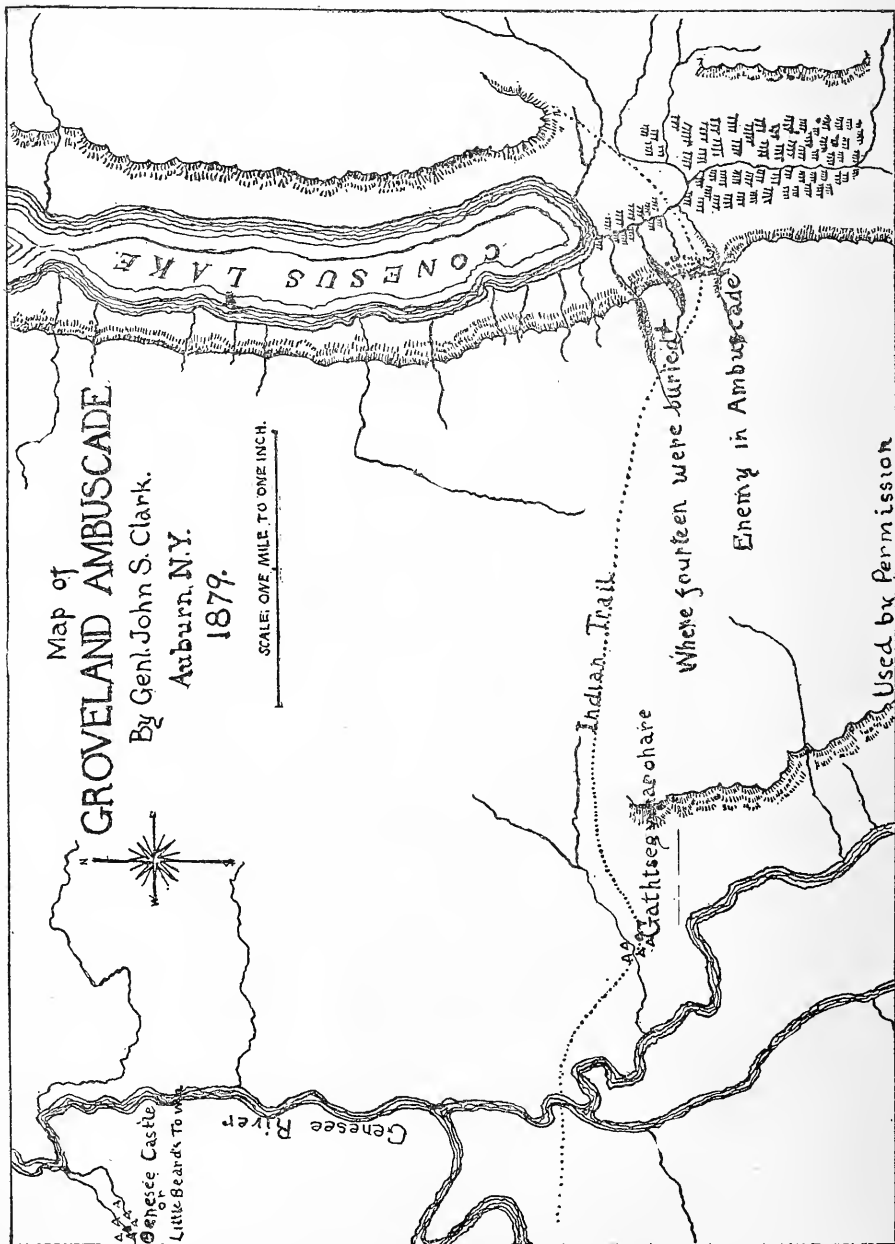 Map of
GROVELAND AMBUSCADE.
By Genl. John S. Clark.
Auburn, N.Y.
1879.
SCALE: ONE MILE TO ONE INCH.
N
W
E
S
CONESUS LAKE
Genesee Castle
or
Little Beards Town
Genesee River
Indian Trail
Gathtsegwarohare
Where fourteen were buried
Enemy in Ambuscade
Used by Permission